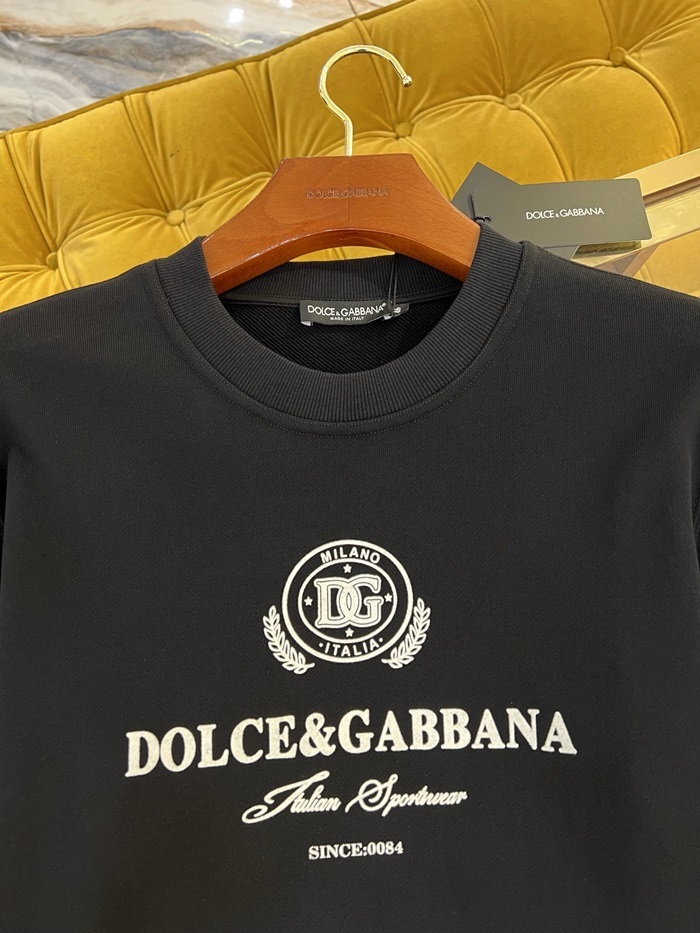 DOLCE&GABBANA
DOLCE & GABBANA
DOLCE & GABBANA®
MADE IN ITALY
MILANO
DG
·ITALIA·
DOLCE&GABBANA
Italian Sportswear
SINCE:0084